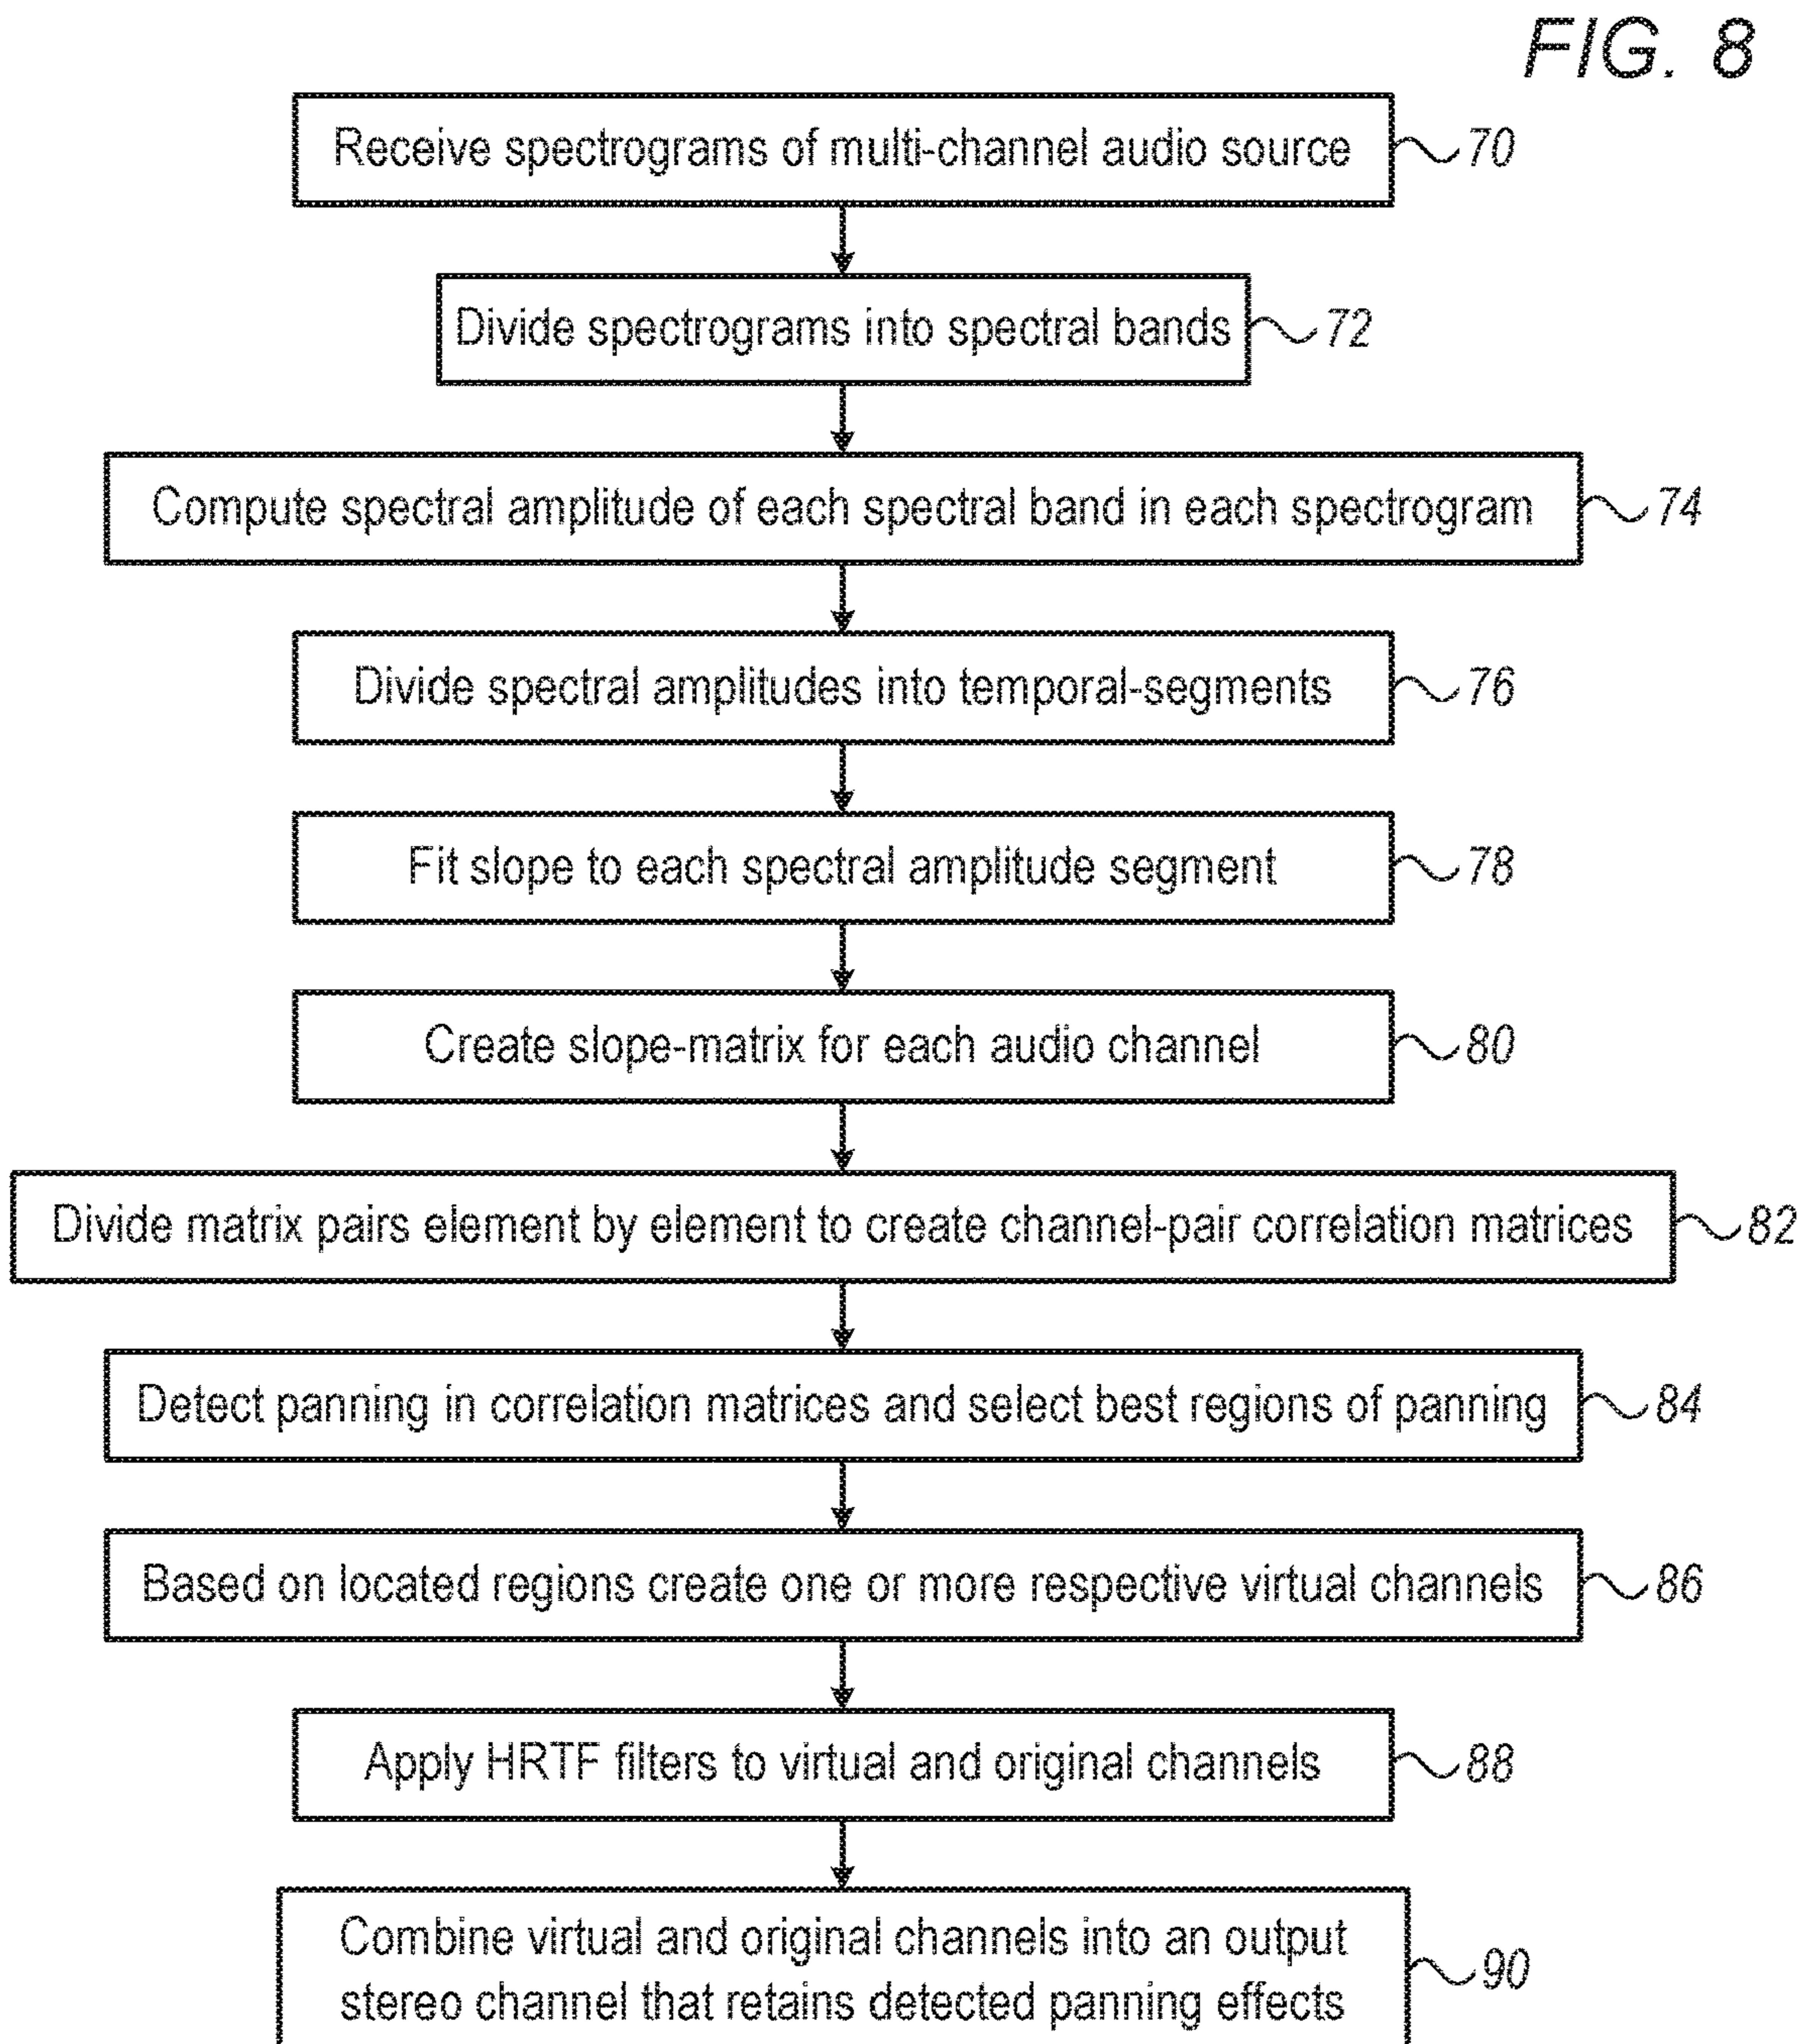 FIG. 8
Receive spectrograms of multi-channel audio source 70
Divide spectrograms into spectral bands 72
Compute spectral amplitude of each spectral band in each spectrogram 74
Divide spectral amplitudes into temporal-segments 76
Fit slope to each spectral amplitude segment 78
Create slope-matrix for each audio channel 80
Divide matrix pairs element by element to create channel-pair correlation matrices 82
Detect panning in correlation matrices and select best regions of panning 84
Based on located regions create one or more respective virtual channels 86
Apply HRTF filters to virtual and original channels 88
Combine virtual and original channels into an output
stereo channel that retains detected panning effects 90